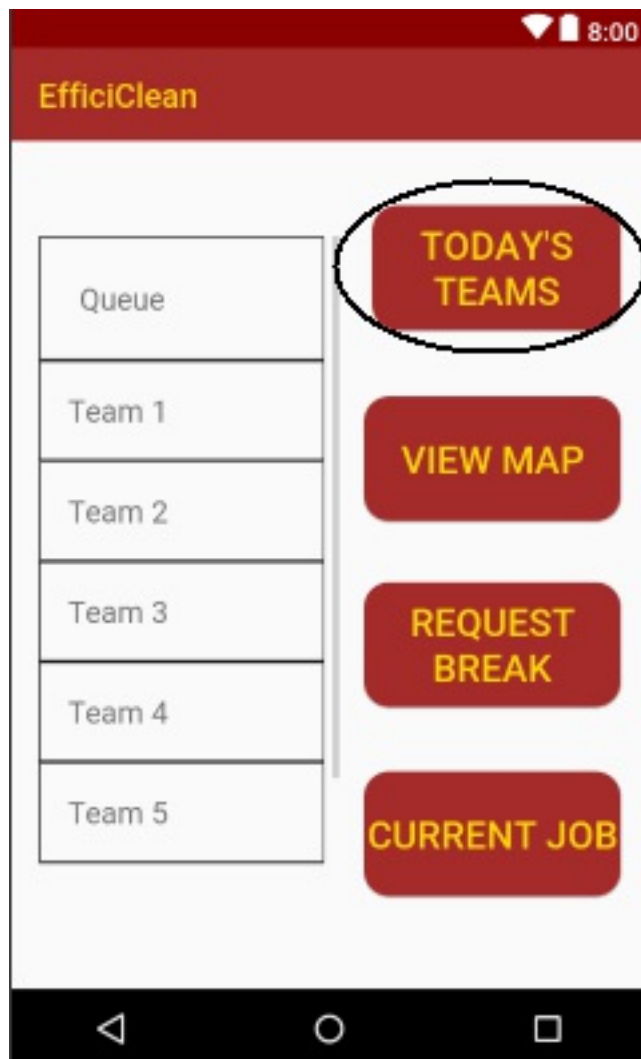 8:00
EfficiClean
Queue
Team 1
Team 2
Team 3
Team 4
Team 5
TODAY'S
TEAMS
VIEW MAP
REQUEST
BREAK
CURRENT JOB